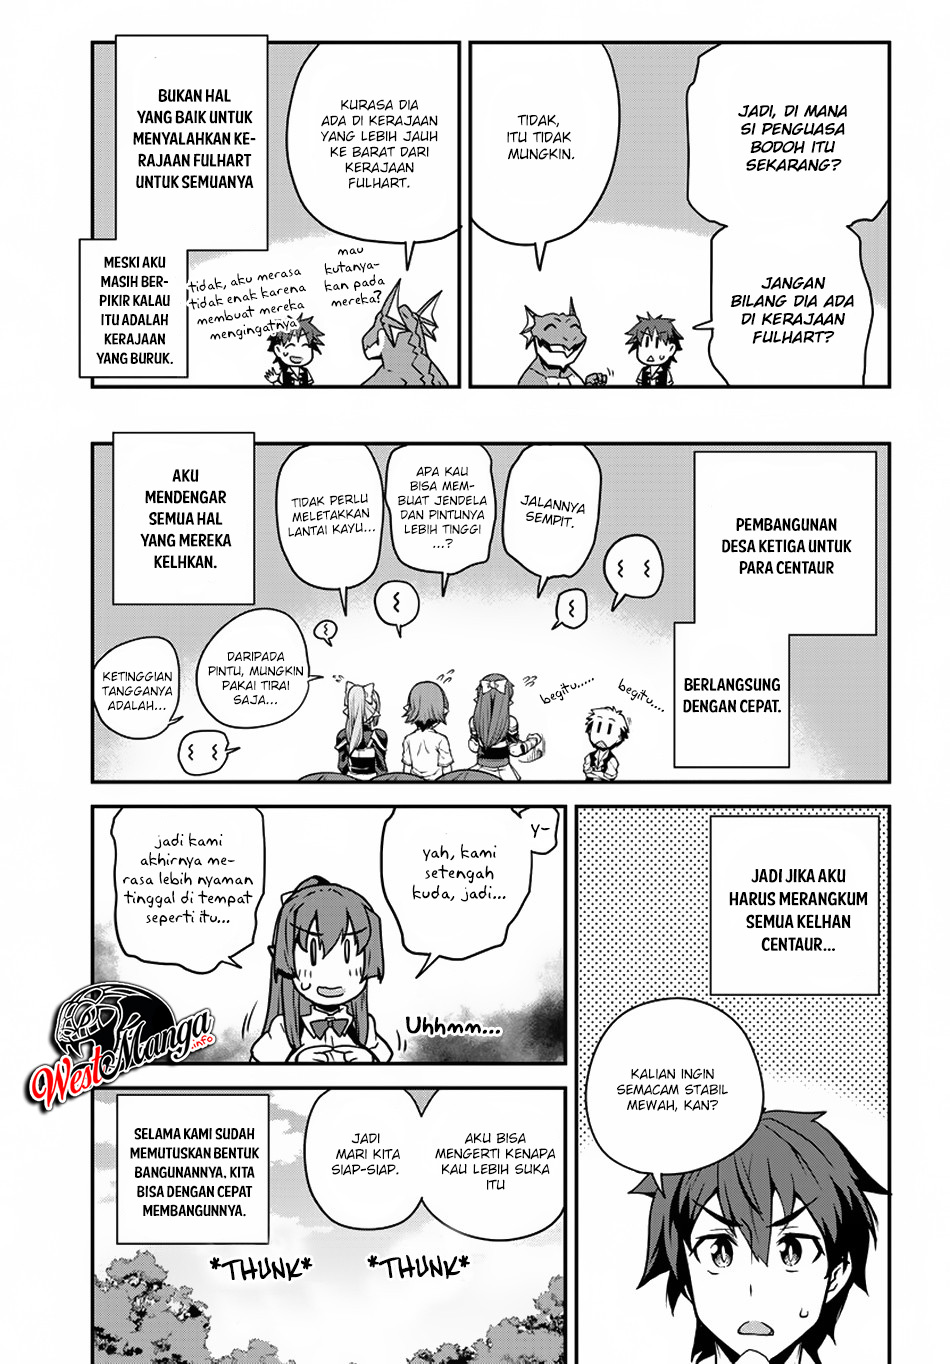 JADI, DI MANA
SI PENGUASA
BODOH ITU
SEKARANG?
JANGAN
BILANG DIA ADA
DI KERAJAAN
FULHART?
TIDAK,
ITU TIDAK
MUNGKIN.
KURASA DIA
ADA DI KERAJAAN
YANG LEBIH JAUH
KE BARAT DARI
KERAJAAN
FULHART.
mau
kutanya-
kan pada
mereka?
tidak, aku merasa
tidak enak karena
membuat mereka
mengingatnya
BUKAN HAL
YANG BAIK UNTUK
MENYALAHKAN KE-
RAJAAN FULHART
UNTUK SEMUANYA
MESKI AKU
MASIH BER-
PIKIR KALAU
ITU ADALAH
KERAJAAN
YANG BURUK.
PEMBANGUNAN
DESA KETIGA UNTUK
PARA CENTAUR
BERLANGSUNG
DENGAN CEPAT.
JALANNYA
SEMPIT.
APA KAU
BISA MEM-
BUAT JENDELA
DAN PINTUNYA
LEBIH TINGGI
...?
TIDAK PERLU
MELETAKKAN
LANTAI KAYU...
begitu....
begitu.....
DARIPADA
PINTU, MUNGKIN
PAKAI TIRAI
SAJA...
KETINGGIAN
TANGGANYA
ADALAH...
AKU
MENDENGAR
SEMUA HAL
YANG MEREKA
KELHKAN.
JADI JIKA AKU
HARUS MERANGKUM
SEMUA KELHAN
CENTAUR...
KALIAN INGIN
SEMACAM STABIL
MEWAH, KAN?
Y-
yah, kami
setengah
kuda, jadi...
jadi kami
akhirnya me-
rasa lebih nyaman
tinggal di tempat
seperti itu...
Uhhmm...
WestManga
.info
AKU BISA
MENGERTI KENAPA
KAU LEBIH SUKA
ITU
JADI
MARI KITA
SIAP-SIAP.
SELAMA KAMI SUDAH
MEMUTUSKAN BENTUK
BANGUNANNYA, KITA
BISA DENGAN CEPAT
MEMBANGUNNYA.
*THUNK*
*THUNK*